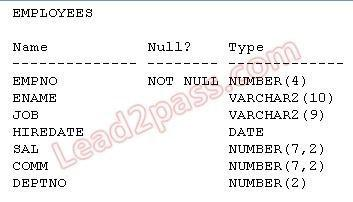 EMPLOYEES
Name Null? Type
-------------- -------- -------------
EMPNO NOT NULL NUMBER(4)
ENAME VARCHAR2(10)
JOB VARCHAR2(9)
HIREDATE DATE
SAL NUMBER(7,2)
COMM NUMBER(7,2)
DEPTNO NUMBER(2)
Lead2pass.com